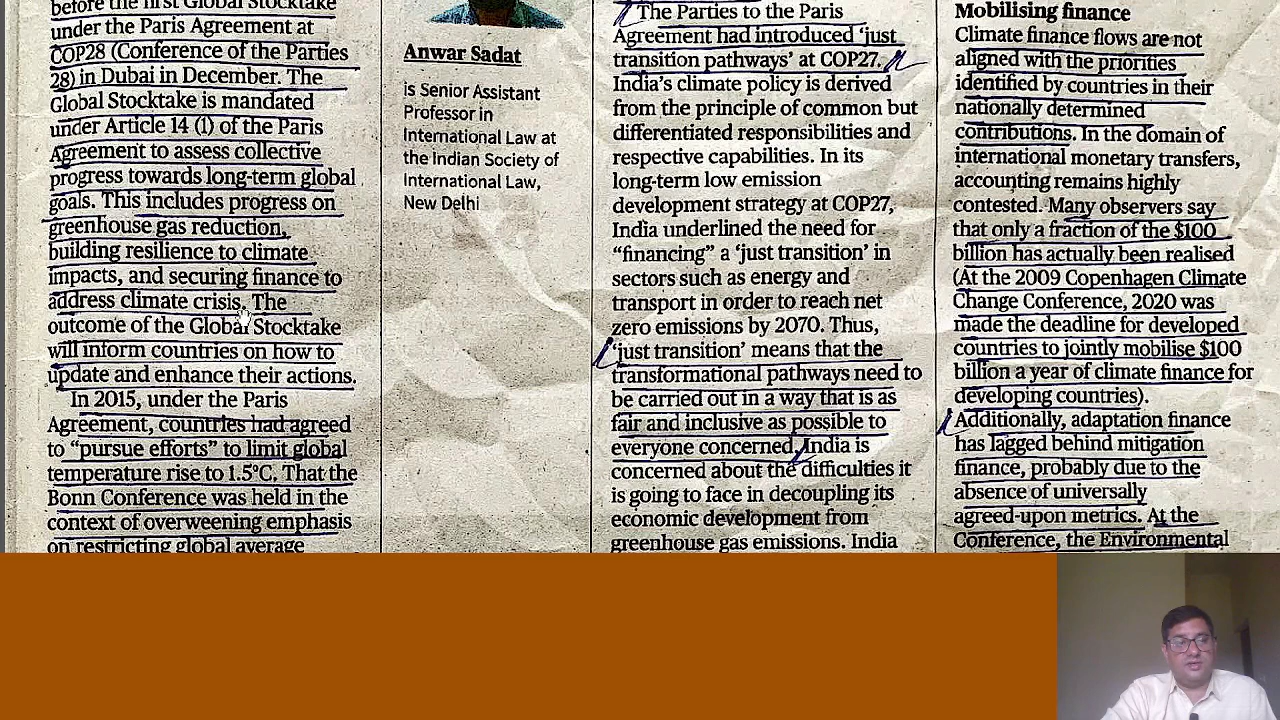 before the first Global Stocktake
under the Paris Agreement at
COP28 (Conference of the Parties
28) in Dubai in December. The
Global Stocktake is mandated
under Article 14 (1) of the Paris
Agreement to assess collective
progress towards long-term global
goals. This includes progress on
greenhouse gas reduction,
building resilience to climate
impacts, and securing finance to
address climate crisis. The
outcome of the Global Stocktake
will inform countries on how to
update and enhance their actions.
In 2015, under the Paris
Agreement, countries had agreed
to “pursue efforts” to limit global
temperature rise to 1.5°C. That the
Bonn Conference was held in the
context of overweening emphasis
on restricting global average
Anwar Sadat
is Senior Assistant
Professor in
International Law at
the Indian Society of
International Law,
New Delhi
The Parties to the Paris
Agreement had introduced ‘just
transition pathways’ at COP27.
India’s climate policy is derived
from the principle of common but
differentiated responsibilities and
respective capabilities. In its
long-term low emission
development strategy at COP27,
India underlined the need for
“financing” a ‘just transition’ in
sectors such as energy and
transport in order to reach net
zero emissions by 2070. Thus,
‘just transition’ means that the
transformational pathways need to
be carried out in a way that is as
fair and inclusive as possible to
everyone concerned. India is
concerned about the difficulties it
is going to face in decoupling its
economic development from
greenhouse gas emissions. India
Mobilising finance
Climate finance flows are not
aligned with the priorities
identified by countries in their
nationally determined
contributions. In the domain of
international monetary transfers,
accounting remains highly
contested. Many observers say
that only a fraction of the $100
billion has actually been realised
(At the 2009 Copenhagen Climate
Change Conference, 2020 was
made the deadline for developed
countries to jointly mobilise $100
billion a year of climate finance for
developing countries).
Additionally, adaptation finance
has lagged behind mitigation
finance, probably due to the
absence of universally
agreed-upon metrics. At the
Conference, the Environmental